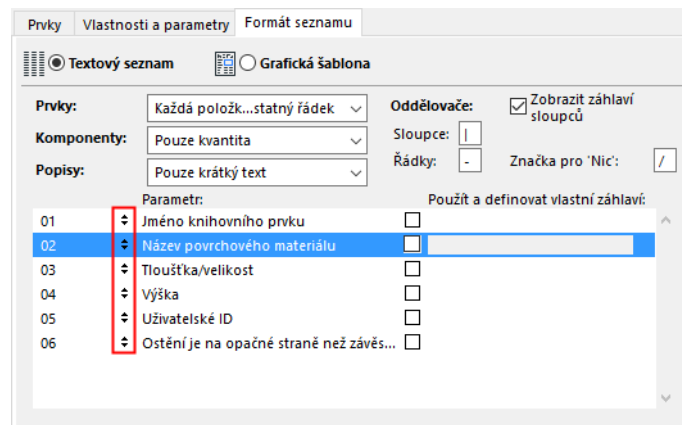 Prvky Vlastnosti a parametry Formát seznamu
Textový seznam Grafická šablona
Prvky: Každá položk...statný řádek Oddělovače: Zobrazit záhlaví sloupců
Komponenty: Pouze kvantita Sloupce: |
Popisy: Pouze krátký text Řádky: - Značka pro 'Nic': /
Parametr: Použít a definovat vlastní záhlaví:
01 Jméno knihovního prvku
02 Název povrchového materiálu
03 Tloušťka/velikost
04 Výška
05 Uživatelské ID
06 Ostění je na opačné straně než závěs...